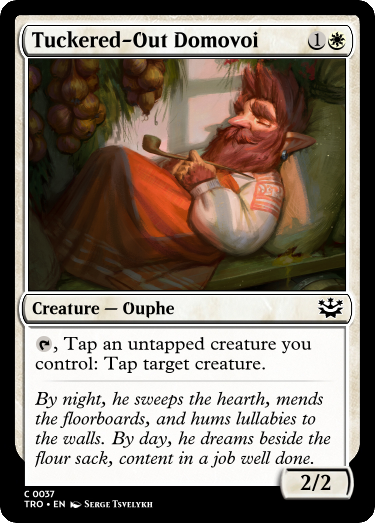 Tuckered-Out Domovoi 1
Creature — Ouphe
, Tap an untapped creature you
control: Tap target creature.
By night, he sweeps the hearth, mends
the floorboards, and hums lullabies to
the walls. By day, he dreams beside the
flour sack, content in a job well done.
2/2
C 0037
TRO • EN Serge Tsvelykh